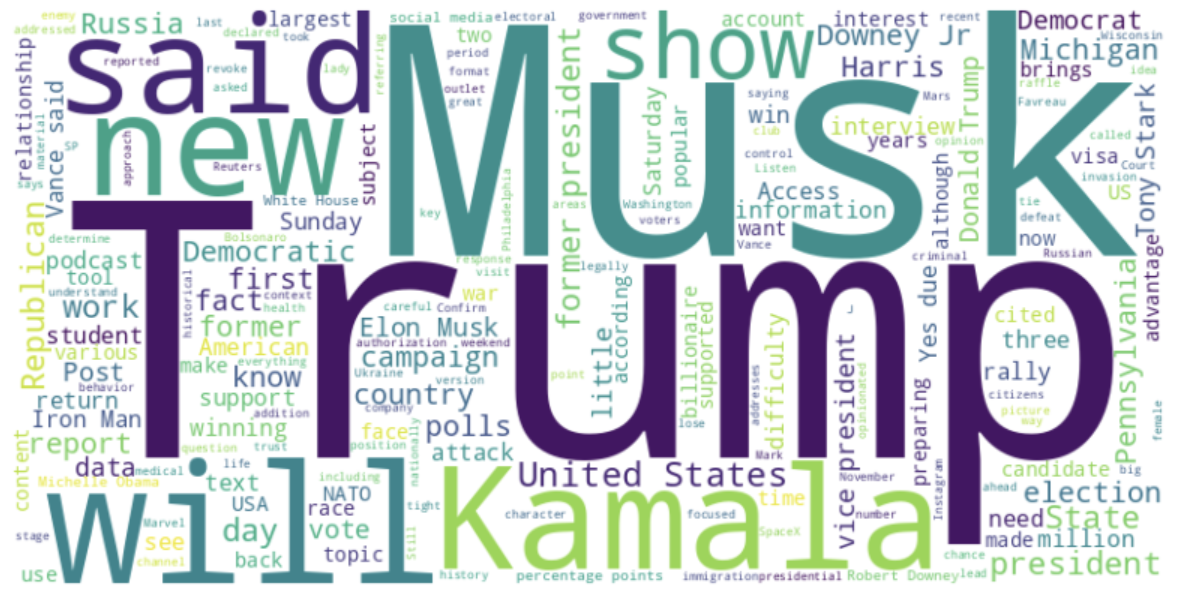 social media
electoral
government
account
interest
Democrat
recent
enemy
addressed
Russia
last
declared
took
largest
two
period
format
outlet
great
show
Downey Jr
Michigan
Wisconsin
brings
idea
raffle
Favreau
said
reported
revoke
asked
lady
referring
Musk
Harris
Mars
saying
win
club
control
Listen
interview
opinion
years
called
visa
Court
invasion
US
relationship
material
SP
says
Vance said
new
approach
Reuters
subject
key
Philadelphia
areas
former president
Saturday
popular
Washington
voters
Access
information
want
Vance
although
Donald Trump
tie
defeat
now
Russian
Tony Stark
White House
Sunday
Bolsonaro
Democratic
response
visit
legally
criminal
advantage
Republican
determine
podcast
tool
understand
work
student
various
Post
behavior
return
Iron Man
report
data
content
historical
first
fact
context
health
former
American
make
everything
know
support
addition
winning
question
trust
Trump
careful
Confirm
war
Elon Musk
authorization
weekend
campaign
Ukraine
version
country
company
face
position
polls
nationally
attack
point
little
according
billionaire
supported
lose
addresses
difficulty
Mark
J
opinionated
vice president
November
preparing
Yes due
Instagram
cited
three
rally
citizens
picture
may
Pennsylvania
female
medical
Michelle Obama
life
including
text
USA
NATO
tight
will
stage
Marvel
see
channel
day
back
race
vote
topic
Still
use
Kamala
United States
time
character
focused
SpaceX
number
history
percentage points
immigration
presidential
Robert Downey
lead
candidate
big
ahead
election
need
State
made
million
chance
president